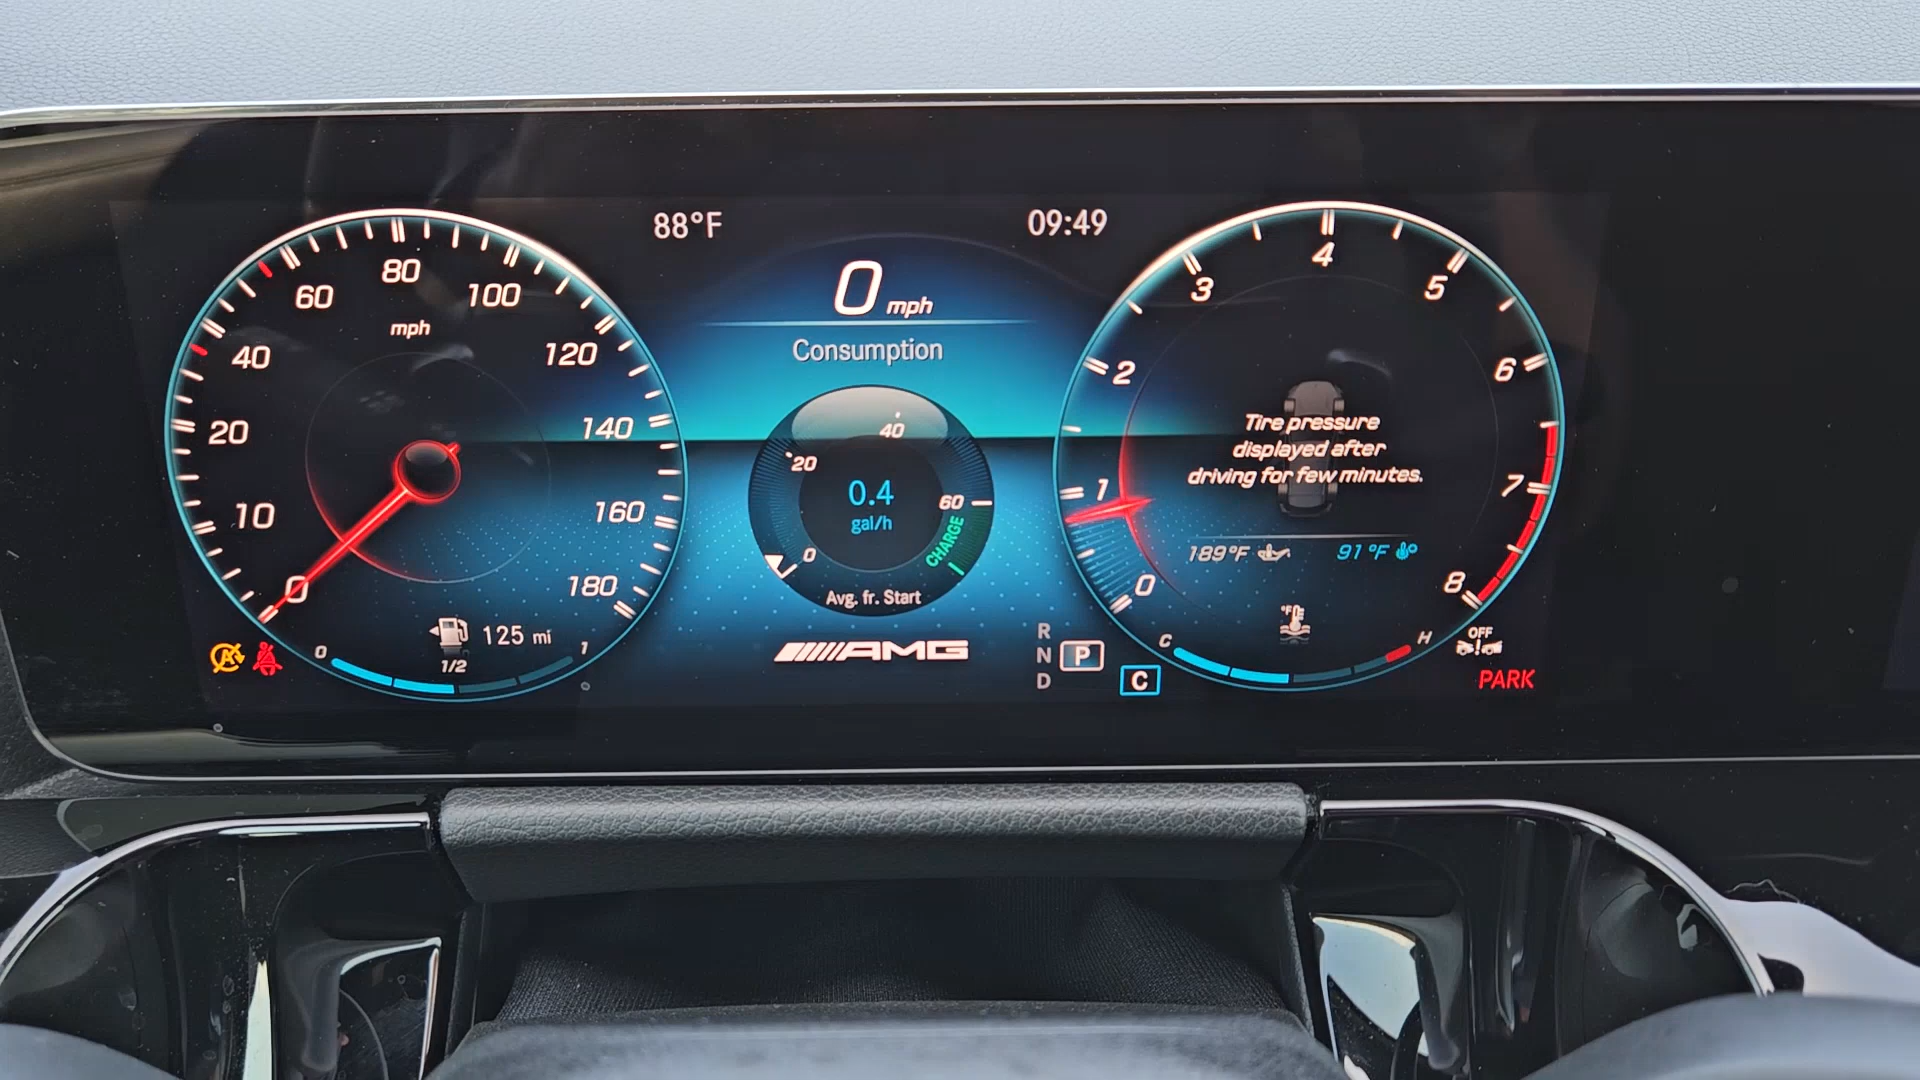 88°F
09:49
0 mph
Consumption
0
10
20
40
60
80
100
120
140
160
180
mph
125 mi
0
1/2
1
0
20
40
60
CHARGE
0.4
gal/h
Avg. fr. Start
AMG
R
N
D
P
C
0
1
2
3
4
5
6
7
8
Tire pressure
displayed after
driving for few minutes.
189°F
91°F
°F
C
H
OFF
PARK
A